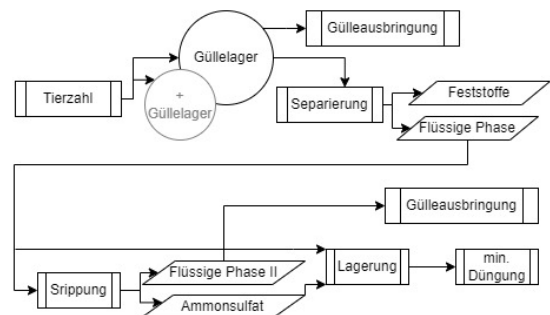 Gülleausbringung
Güllelager
Tierzahl
+
Güllelager
Separierung
Feststoffe
Flüssige Phase
Gülleausbringung
Srippung
Flüssige Phase II
Ammonsulfat
Lagerung
min.
Düngung